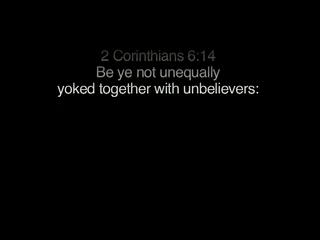 2 Corinthians 6:14
Be ye not unequally
yoked together with unbelievers: